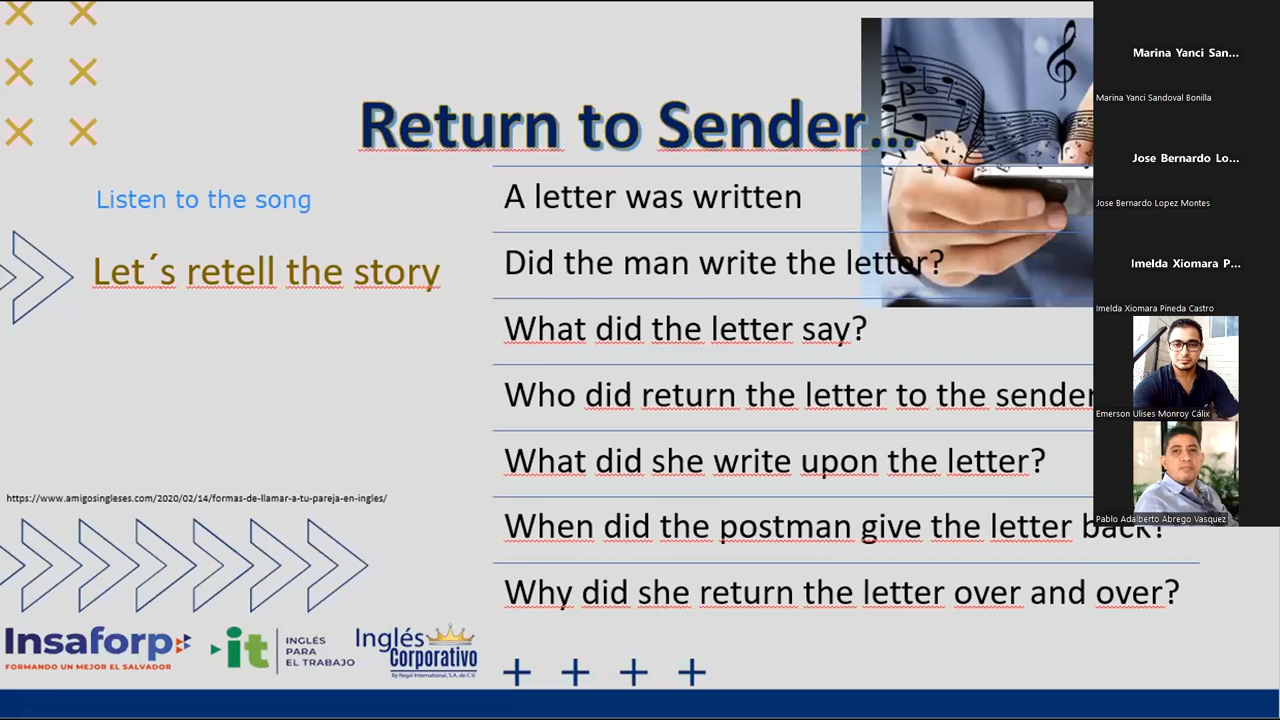 Return to Sender...
Listen to the song
Let´s retell the story
A letter was written
Did the man write the letter?
What did the letter say?
Who did return the letter to the sender
What did she write upon the letter?
When did the postman give the letter back?
Why did she return the letter over and over?
https://www.amigosingleses.com/2020/02/14/formas-de-llamar-a-tu-pareja-en-ingles/
Insaforp
FORMANDO UN MEJOR EL SALVADOR
it
INGLÉS
PARA
EL TRABAJO
Inglés
Corporativo
By Regal International, S.A. de C.V.
Marina Yanci San...
Marina Yanci Sandoval Bonilla
Jose Bernardo Lo...
Jose Bernardo Lopez Montes
Imelda Xiomara P...
Imelda Xiomara Pineda Castro
Emerson Ulises Monroy Cálix
Pablo Adalberto Abrego Vasquez